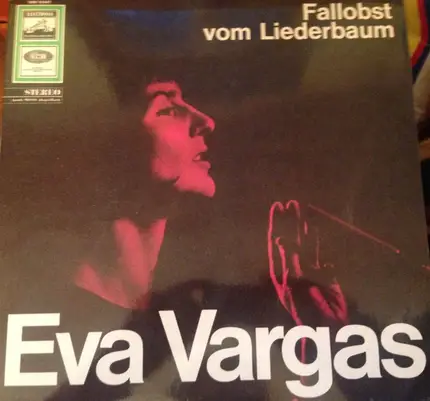 Fallobst
vom Liederbaum
ELECTROLA
STEREO
Eva Vargas